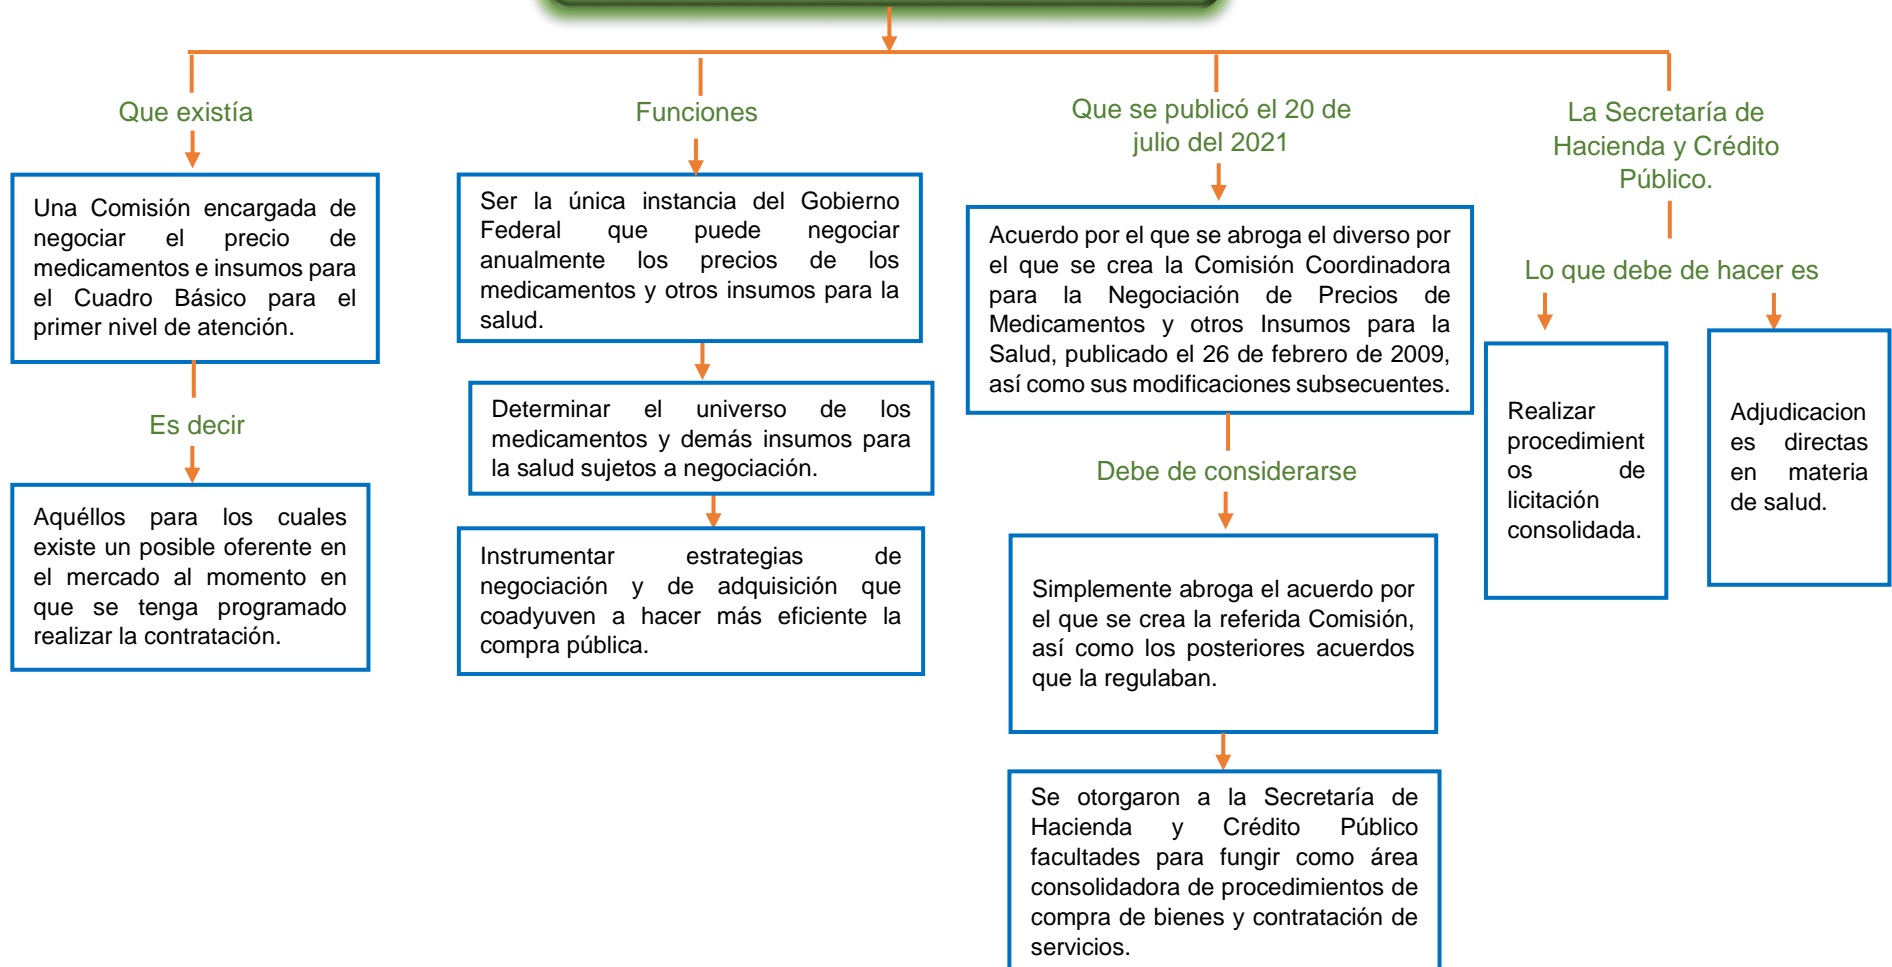 Que existía
Una Comisión encargada de
negociar el precio de
medicamentos e insumos para
el Cuadro Básico para el
primer nivel de atención.
Es decir
Aquéllos para los cuales
existe un posible oferente en
el mercado al momento en
que se tenga programado
realizar la contratación.
Funciones
Ser la única instancia del Gobierno
Federal que puede negociar
anualmente los precios de los
medicamentos y otros insumos para la
salud.
Determinar el universo de los
medicamentos y demás insumos para
la salud sujetos a negociación.
Instrumentar estrategias de
negociación y de adquisición que
coadyuven a hacer más eficiente la
compra pública.
Que se publicó el 20 de
julio del 2021
Acuerdo por el que se abroga el diverso por
el que se crea la Comisión Coordinadora
para la Negociación de Precios de
Medicamentos y otros Insumos para la
Salud, publicado el 26 de febrero de 2009,
así como sus modificaciones subsecuentes.
Debe de considerarse
Simplemente abroga el acuerdo por
el que se crea la referida Comisión,
así como los posteriores acuerdos
que la regulaban.
Se otorgaron a la Secretaría de
Hacienda y Crédito Público
facultades para fungir como área
consolidadora de procedimientos de
compra de bienes y contratación de
servicios.
La Secretaría de
Hacienda y Crédito
Público.
Lo que debe de hacer es
Realizar
procedimient
os de
licitación
consolidada.
Adjudicacion
es directas
en materia
de salud.